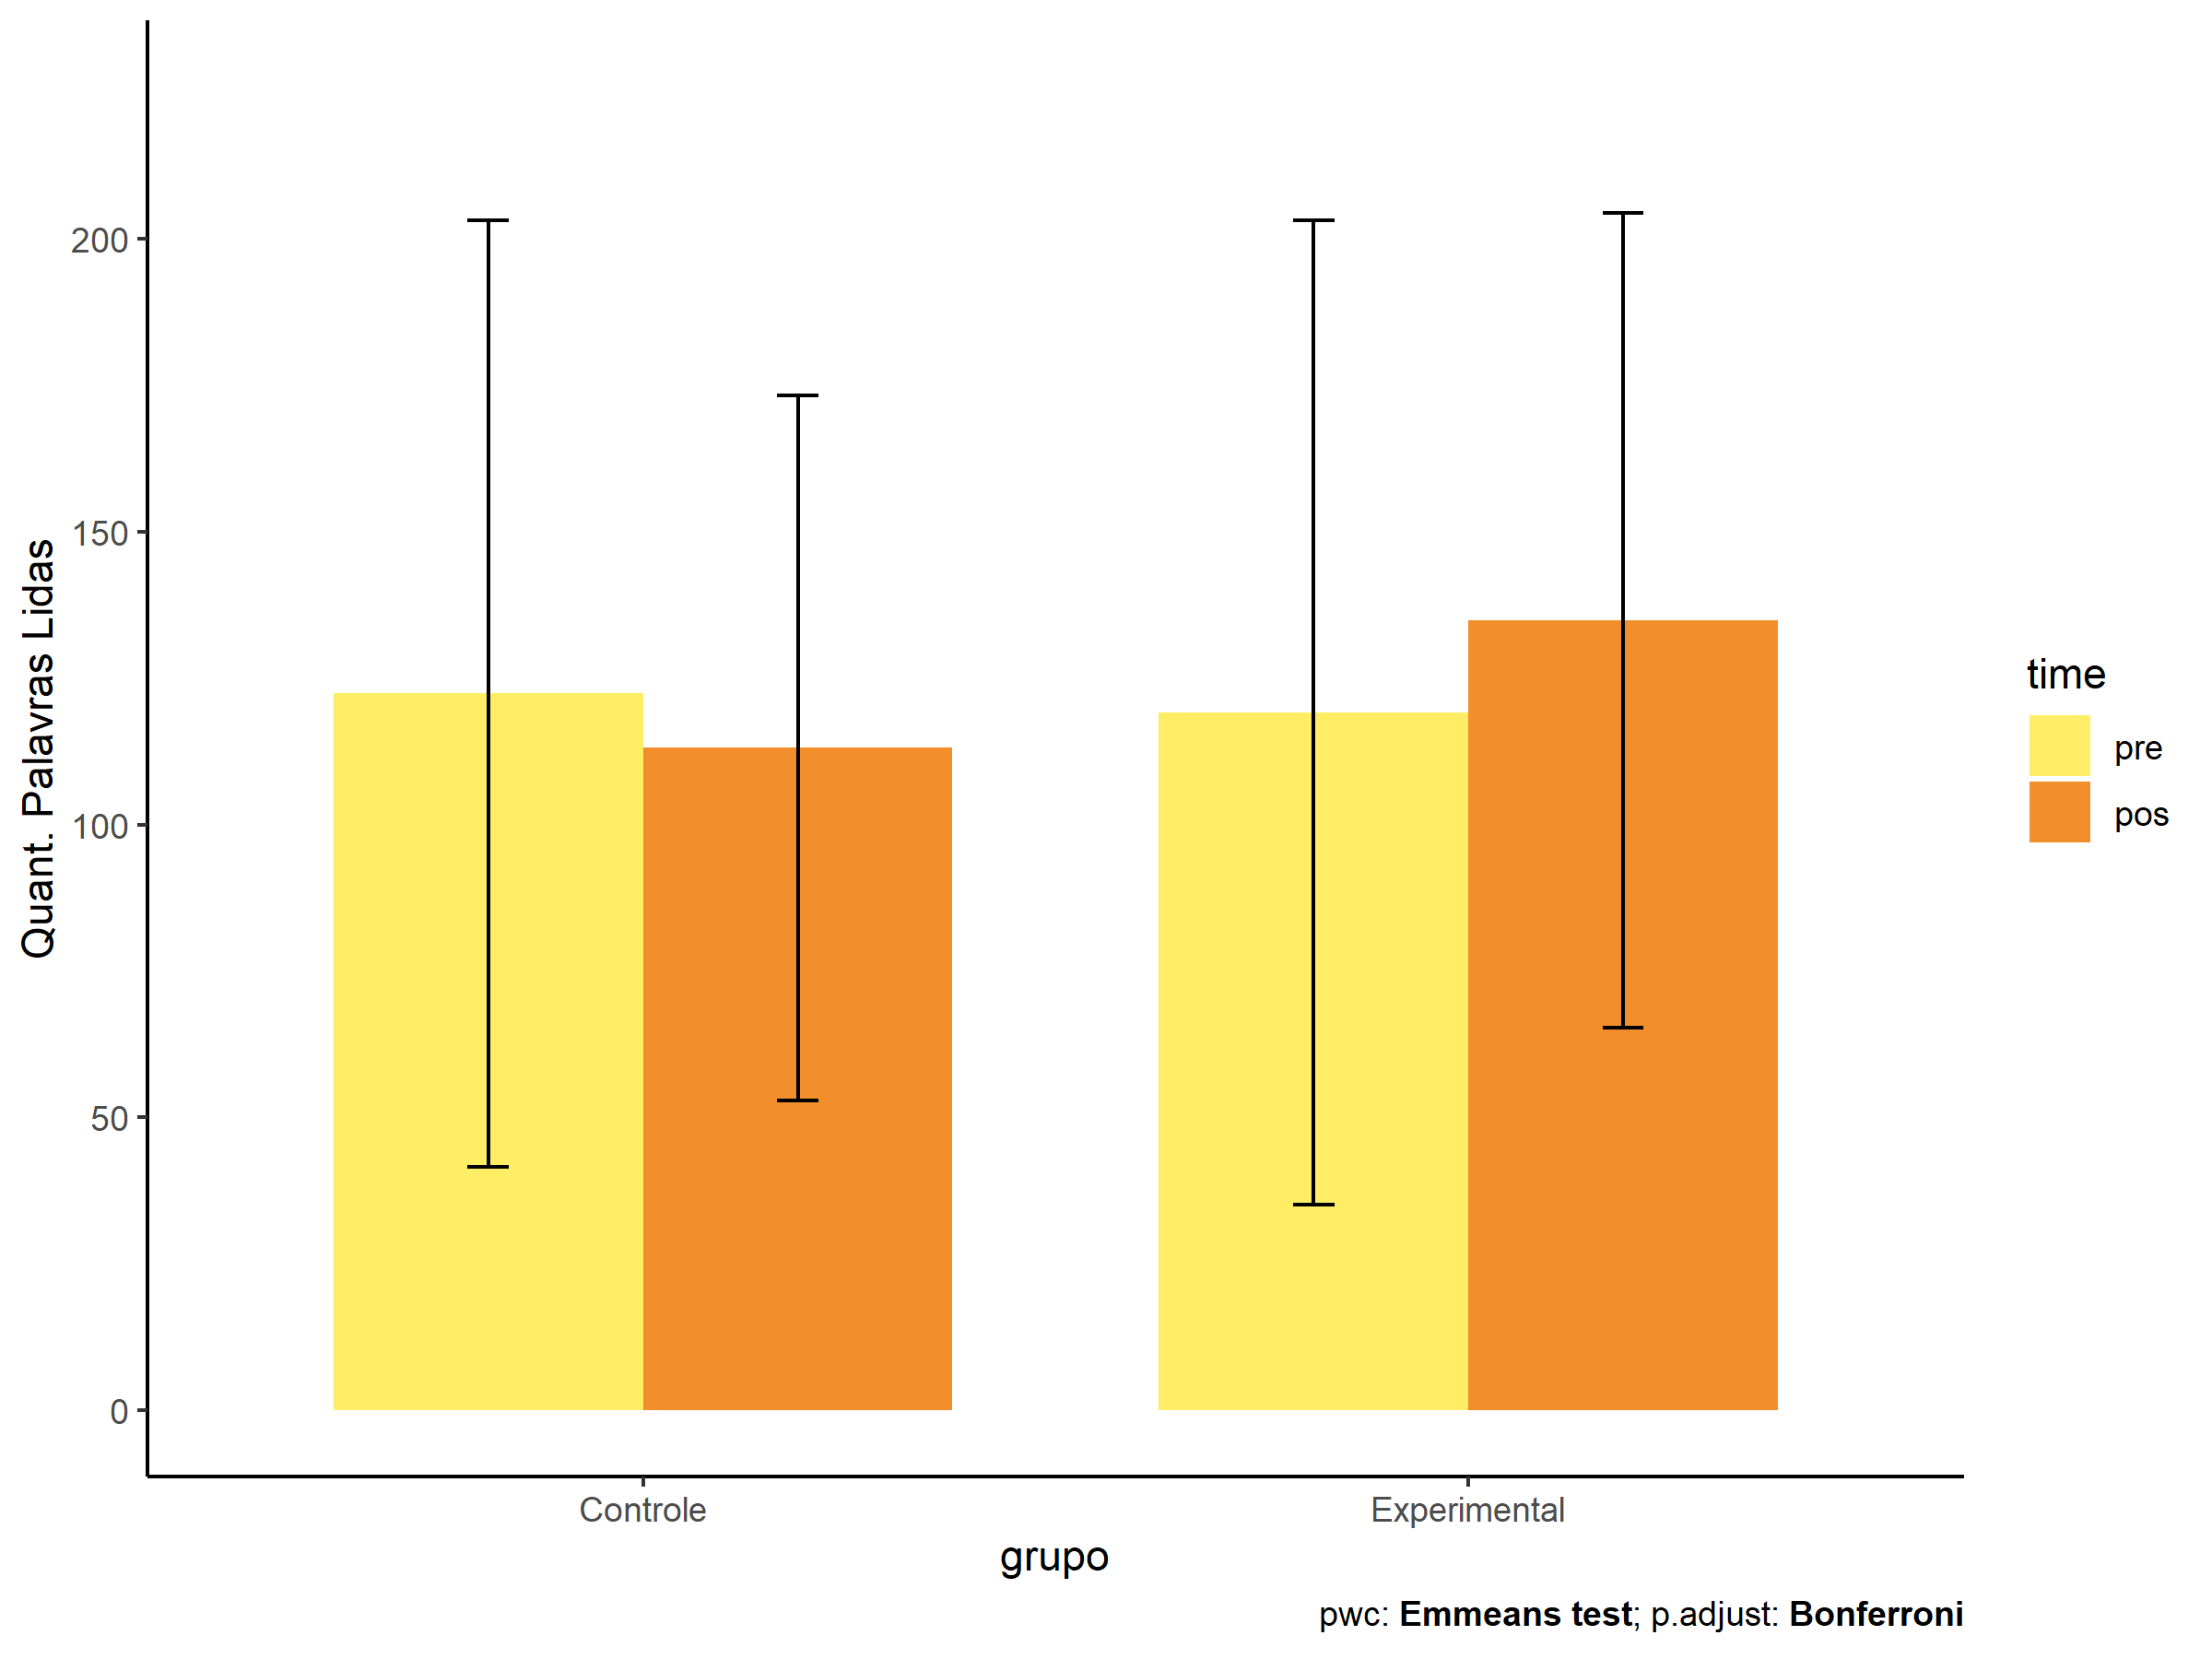 Quant. Palavras Lidas
200
150
100
50
0
Controle
Experimental
grupo
time
pre
pos
pwc: Emmeans test; p.adjust: Bonferroni